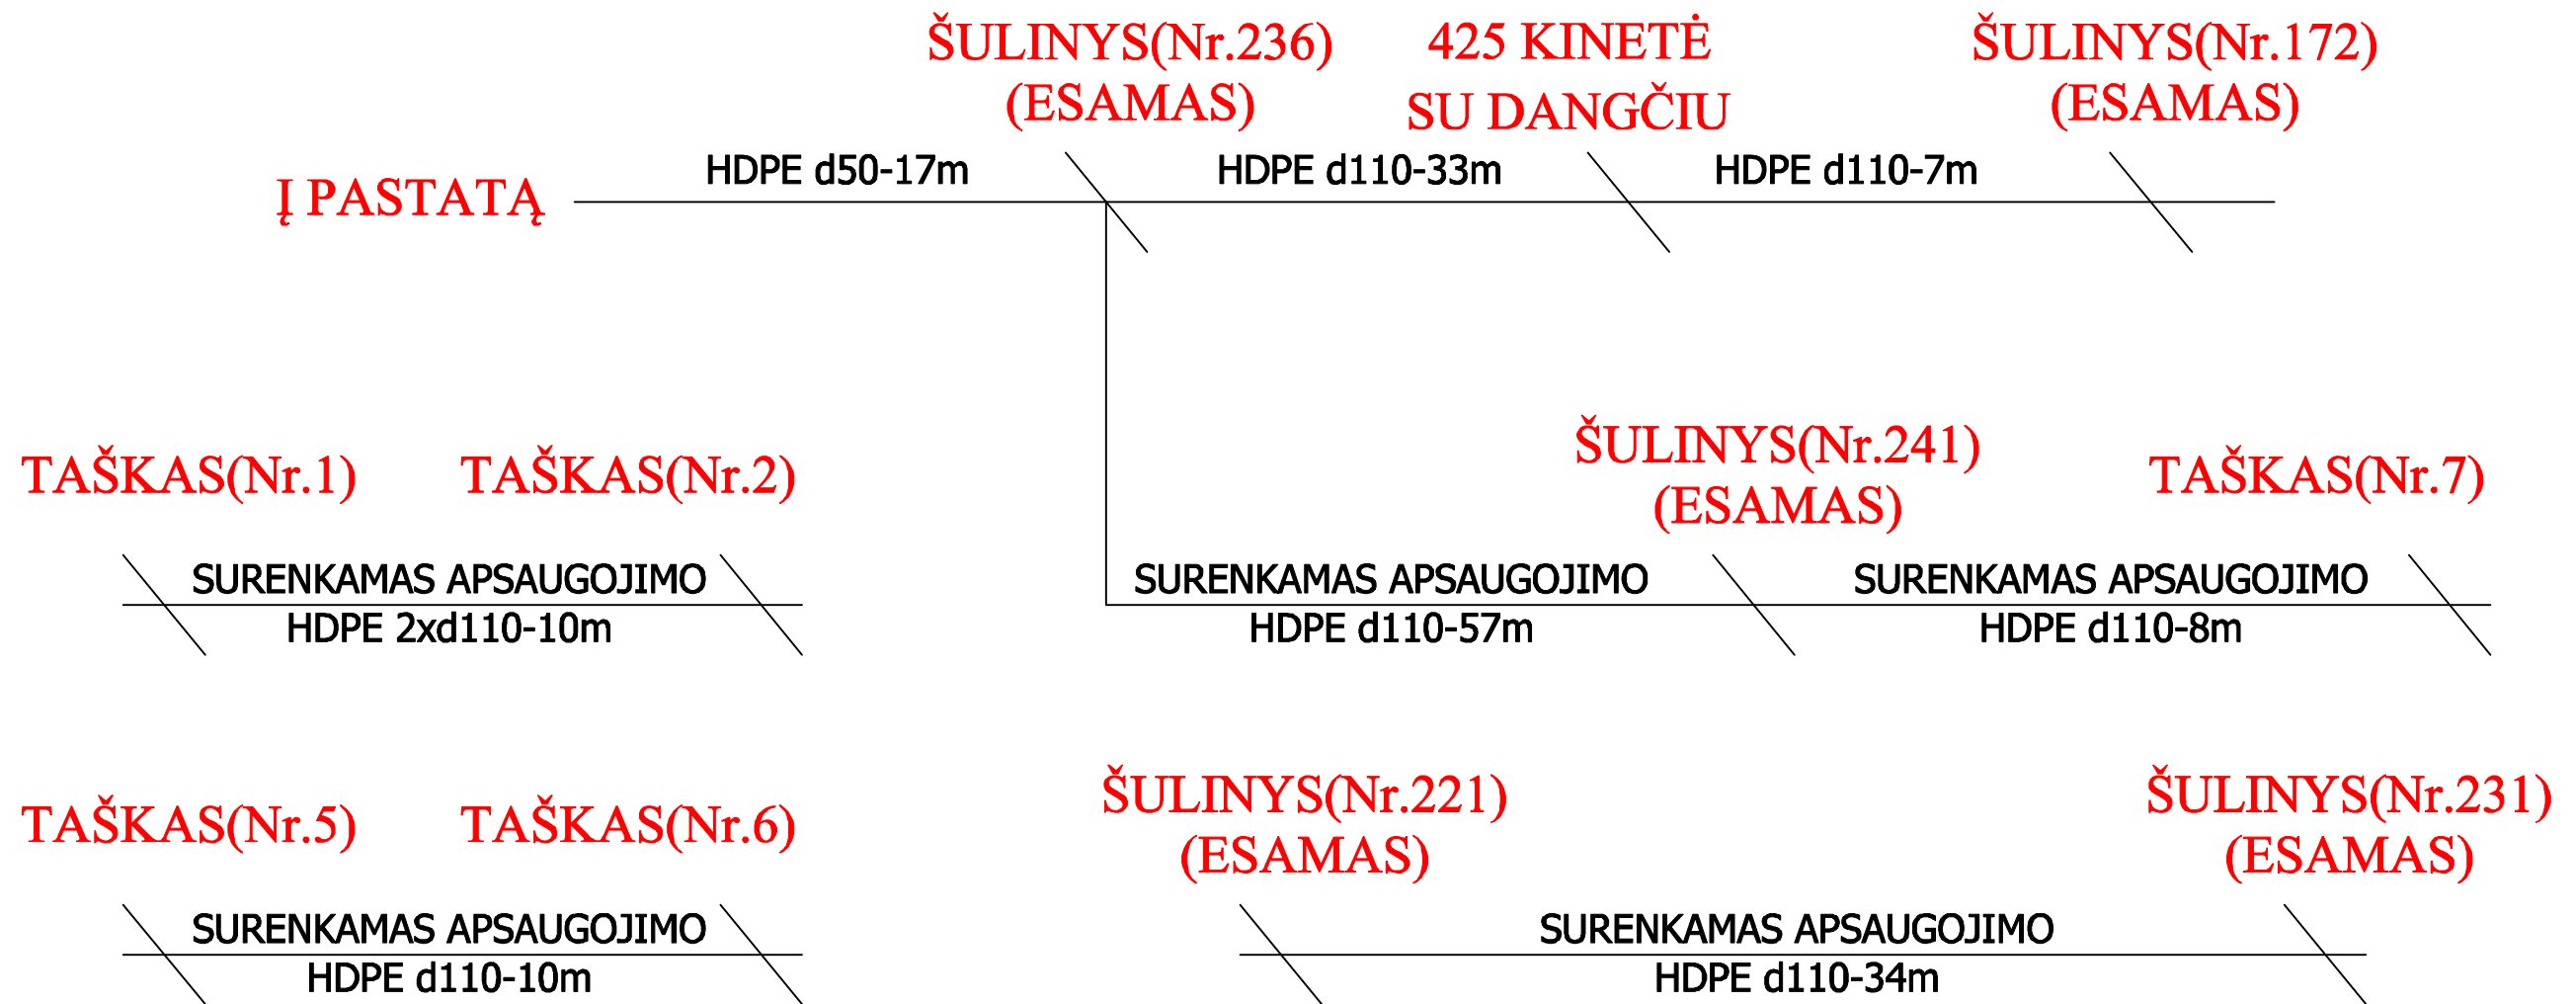 ŠULINYS(Nr.236)
(ESAMAS)
425 KINETĖ
SU DANGČIU
ŠULINYS(Nr.172)
(ESAMAS)
Į PASTATĄ
HDPE d50-17m
HDPE d110-33m
HDPE d110-7m
TAŠKAS(Nr.1)
TAŠKAS(Nr.2)
SURENKAMAS APSAUGOJIMO
HDPE 2xd110-10m
ŠULINYS(Nr.241)
(ESAMAS)
TAŠKAS(Nr.7)
SURENKAMAS APSAUGOJIMO
HDPE d110-57m
SURENKAMAS APSAUGOJIMO
HDPE d110-8m
TAŠKAS(Nr.5)
TAŠKAS(Nr.6)
SURENKAMAS APSAUGOJIMO
HDPE d110-10m
ŠULINYS(Nr.221)
(ESAMAS)
ŠULINYS(Nr.231)
(ESAMAS)
SURENKAMAS APSAUGOJIMO
HDPE d110-34m